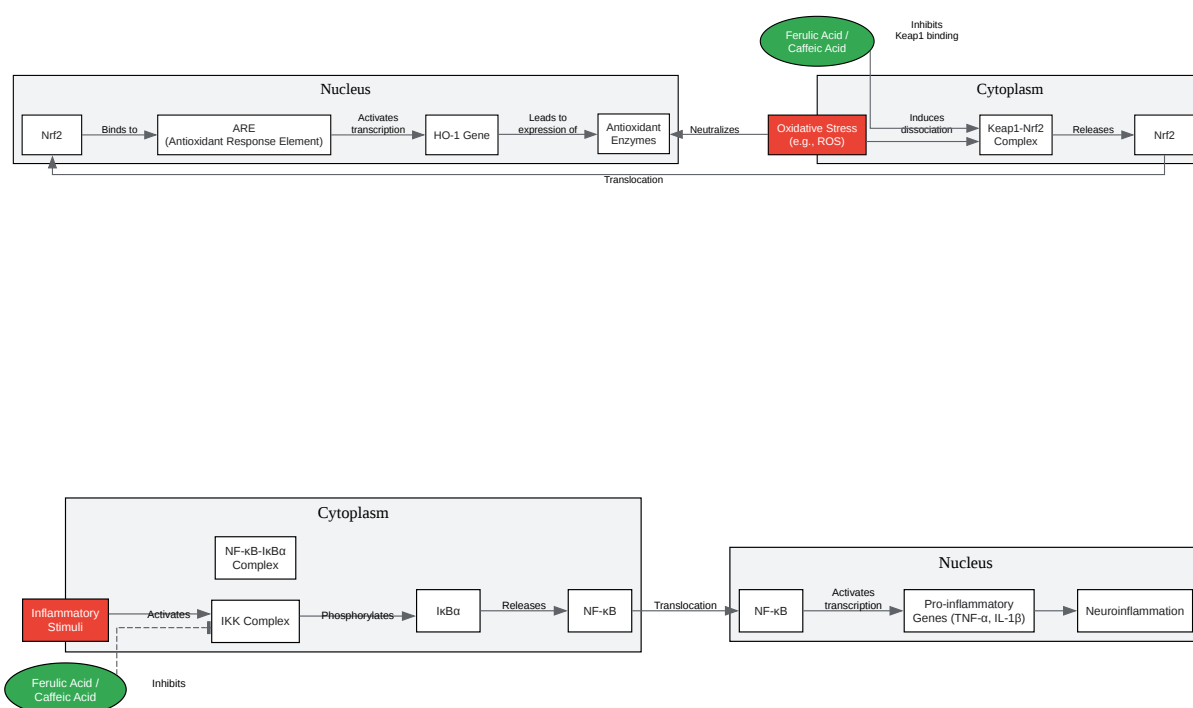 Ferulic Acid /
Caffeic Acid
Inhibits
Keap1 binding
Nucleus
Cytoplasm
Nrf2
Binds to
ARE
(Antioxidant Response Element)
Activates
transcription
HO-1 Gene
Leads to
expression of
Antioxidant
Enzymes
Neutralizes
Oxidative Stress
(e.g., ROS)
Induces
dissociation
Keap1-Nrf2
Complex
Releases
Nrf2
Translocation
Cytoplasm
NF-κB-IκBα
Complex
Inflammatory
Stimuli
Activates
IKK Complex
Phosphorylates
IκBα
Releases
NF-κB
Translocation
Nucleus
NF-κB
Activates
transcription
Pro-inflammatory
Genes (TNF-α, IL-1β)
Neuroinflammation
Ferulic Acid /
Caffeic Acid
Inhibits